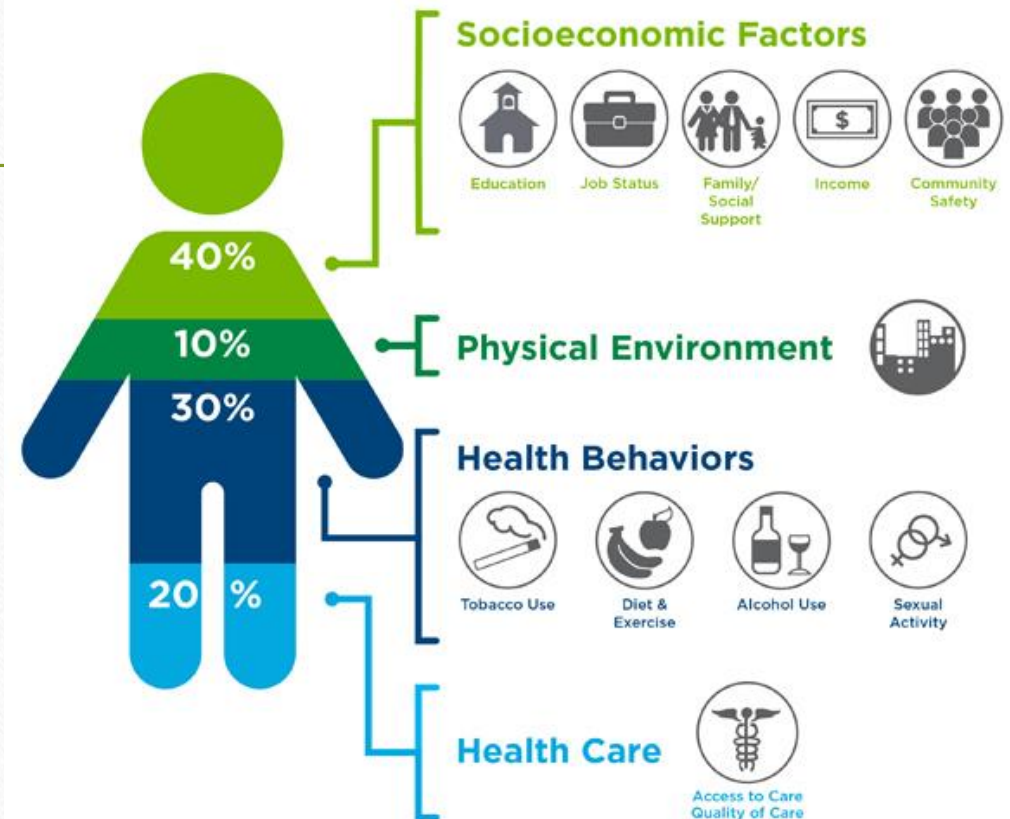 Socioeconomic Factors
$
Education
Job Status
Family/
Social
Support
Income
Community
Safety
40%
10%
Physical Environment
30%
Health Behaviors
Tobacco Use
Diet &
Exercise
Alcohol Use
Sexual
Activity
20 %
Health Care
Access to Care
Quality of Care